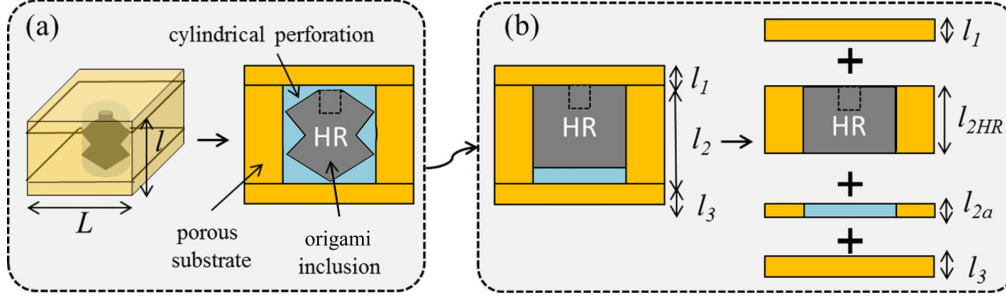 (a)
cylindrical perforation
HR
l
L
porous
substrate
origami
inclusion
(b)
HR
l1
l2
l3
l1
+
HR
l2HR
+
l2a
+
l3